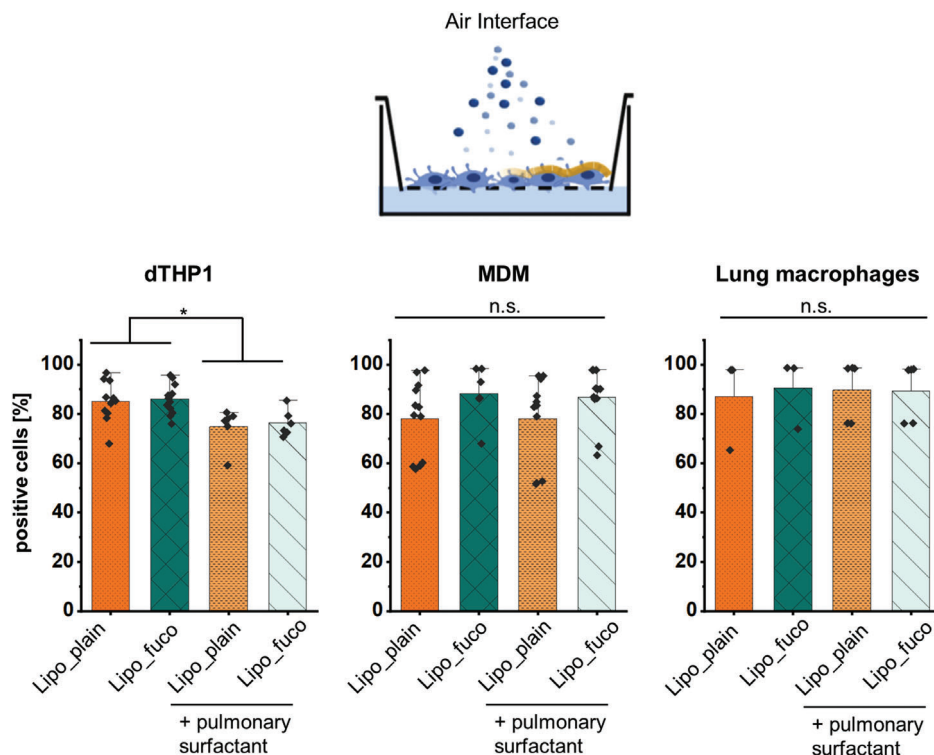 Air Interface
dTHP1
*
positive cells [%]
100
80
60
40
20
0
Lipo_plain
Lipo_fuco
Lipo_plain
Lipo_fuco
+ pulmonary
surfactant
MDM
n.s.
100
80
60
40
20
0
Lipo_plain
Lipo_fuco
Lipo_plain
Lipo_fuco
+ pulmonary
surfactant
Lung macrophages
n.s.
100
80
60
40
20
0
Lipo_plain
Lipo_fuco
Lipo_plain
Lipo_fuco
+ pulmonary
surfactant